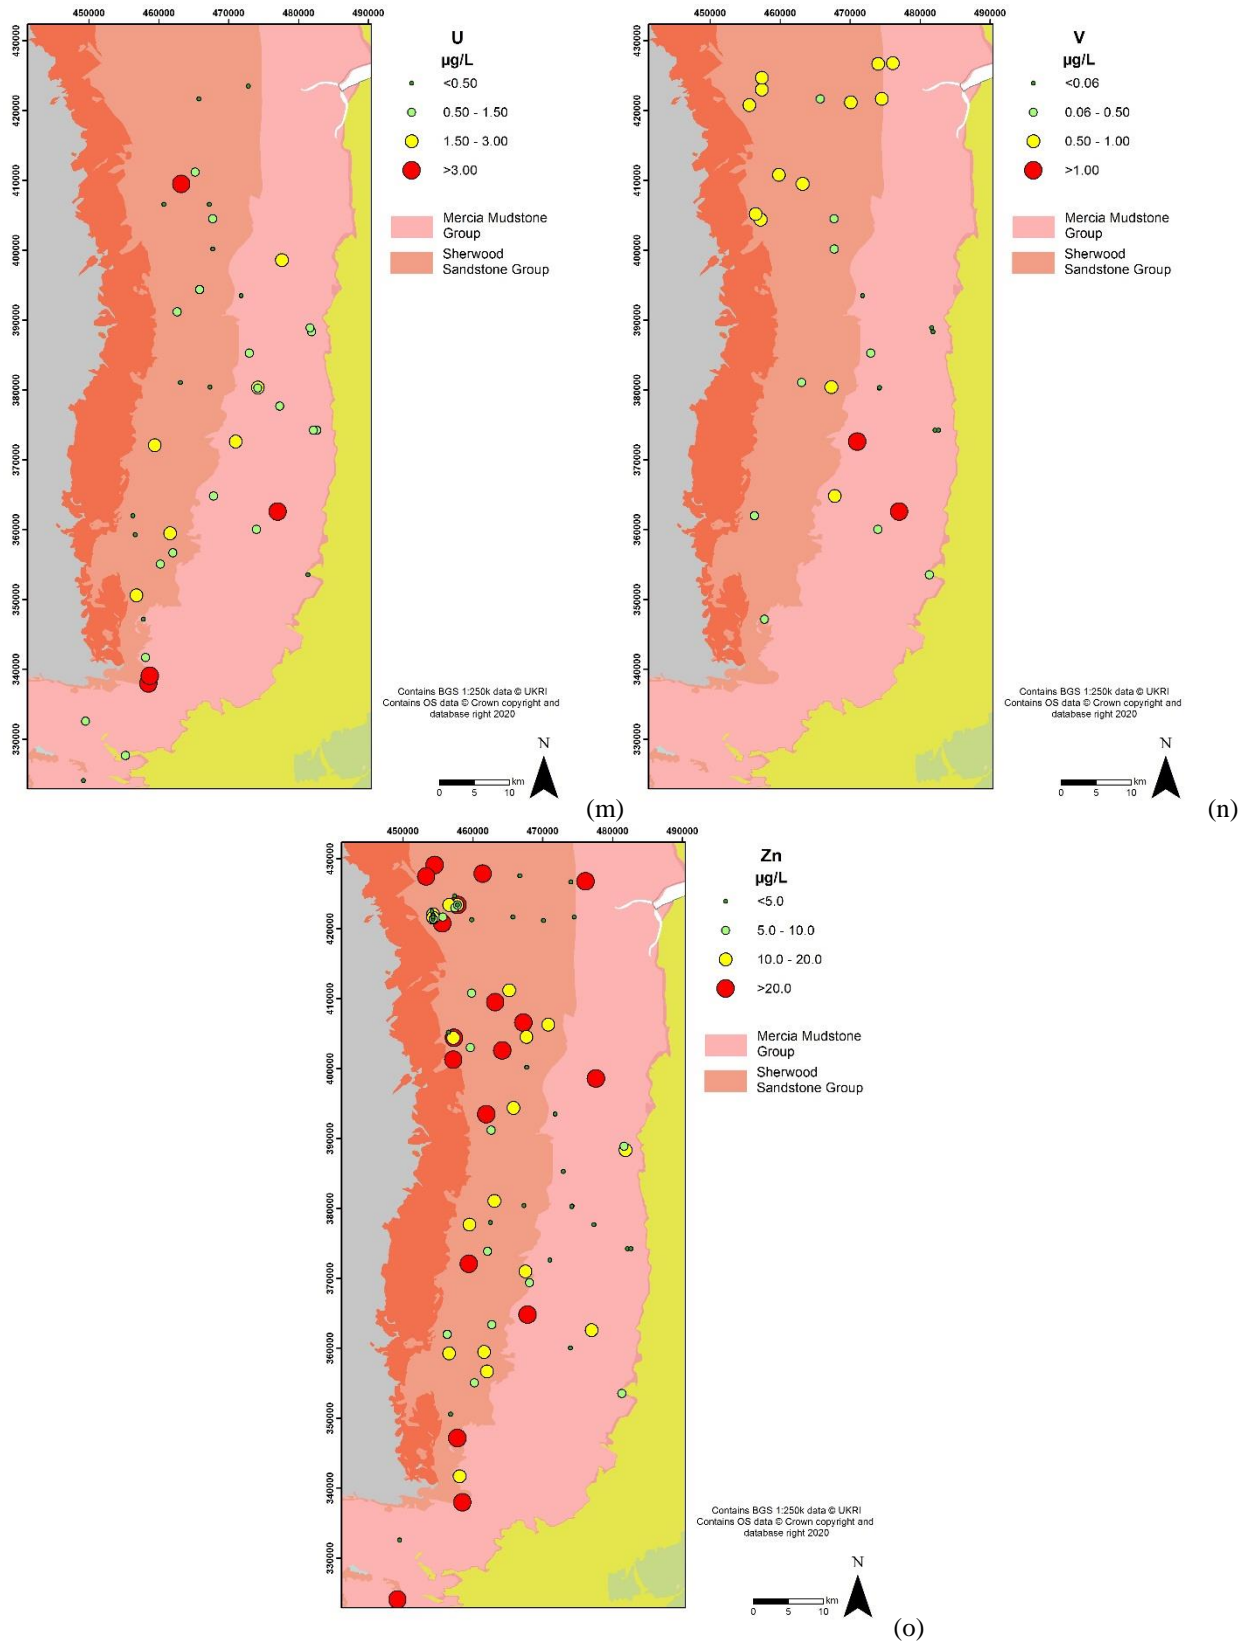 450000 460000 470000 480000 490000
430000
420000
410000
400000
390000
380000
370000
360000
350000
340000
330000
U
µg/L
<0.50
0.50 - 1.50
1.50 - 3.00
>3.00
Mercia Mudstone
Group
Sherwood
Sandstone Group
Contains BGS 1:250k data © UKRI
Contains OS data © Crown copyright and
database right 2020
N
km
0 5 10
(m)
450000 460000 470000 480000 490000
430000
420000
410000
400000
390000
380000
370000
360000
350000
340000
330000
V
µg/L
<0.06
0.06 - 0.50
0.50 - 1.00
>1.00
Mercia Mudstone
Group
Sherwood
Sandstone Group
Contains BGS 1:250k data © UKRI
Contains OS data © Crown copyright and
database right 2020
N
km
0 5 10
(n)
450000 460000 470000 480000 490000
430000
420000
410000
400000
390000
380000
370000
360000
350000
340000
330000
Zn
µg/L
<5.0
5.0 - 10.0
10.0 - 20.0
>20.0
Mercia Mudstone
Group
Sherwood
Sandstone Group
Contains BGS 1:250k data © UKRI
Contains OS data © Crown copyright and
database right 2020
N
km
0 5 10
(o)